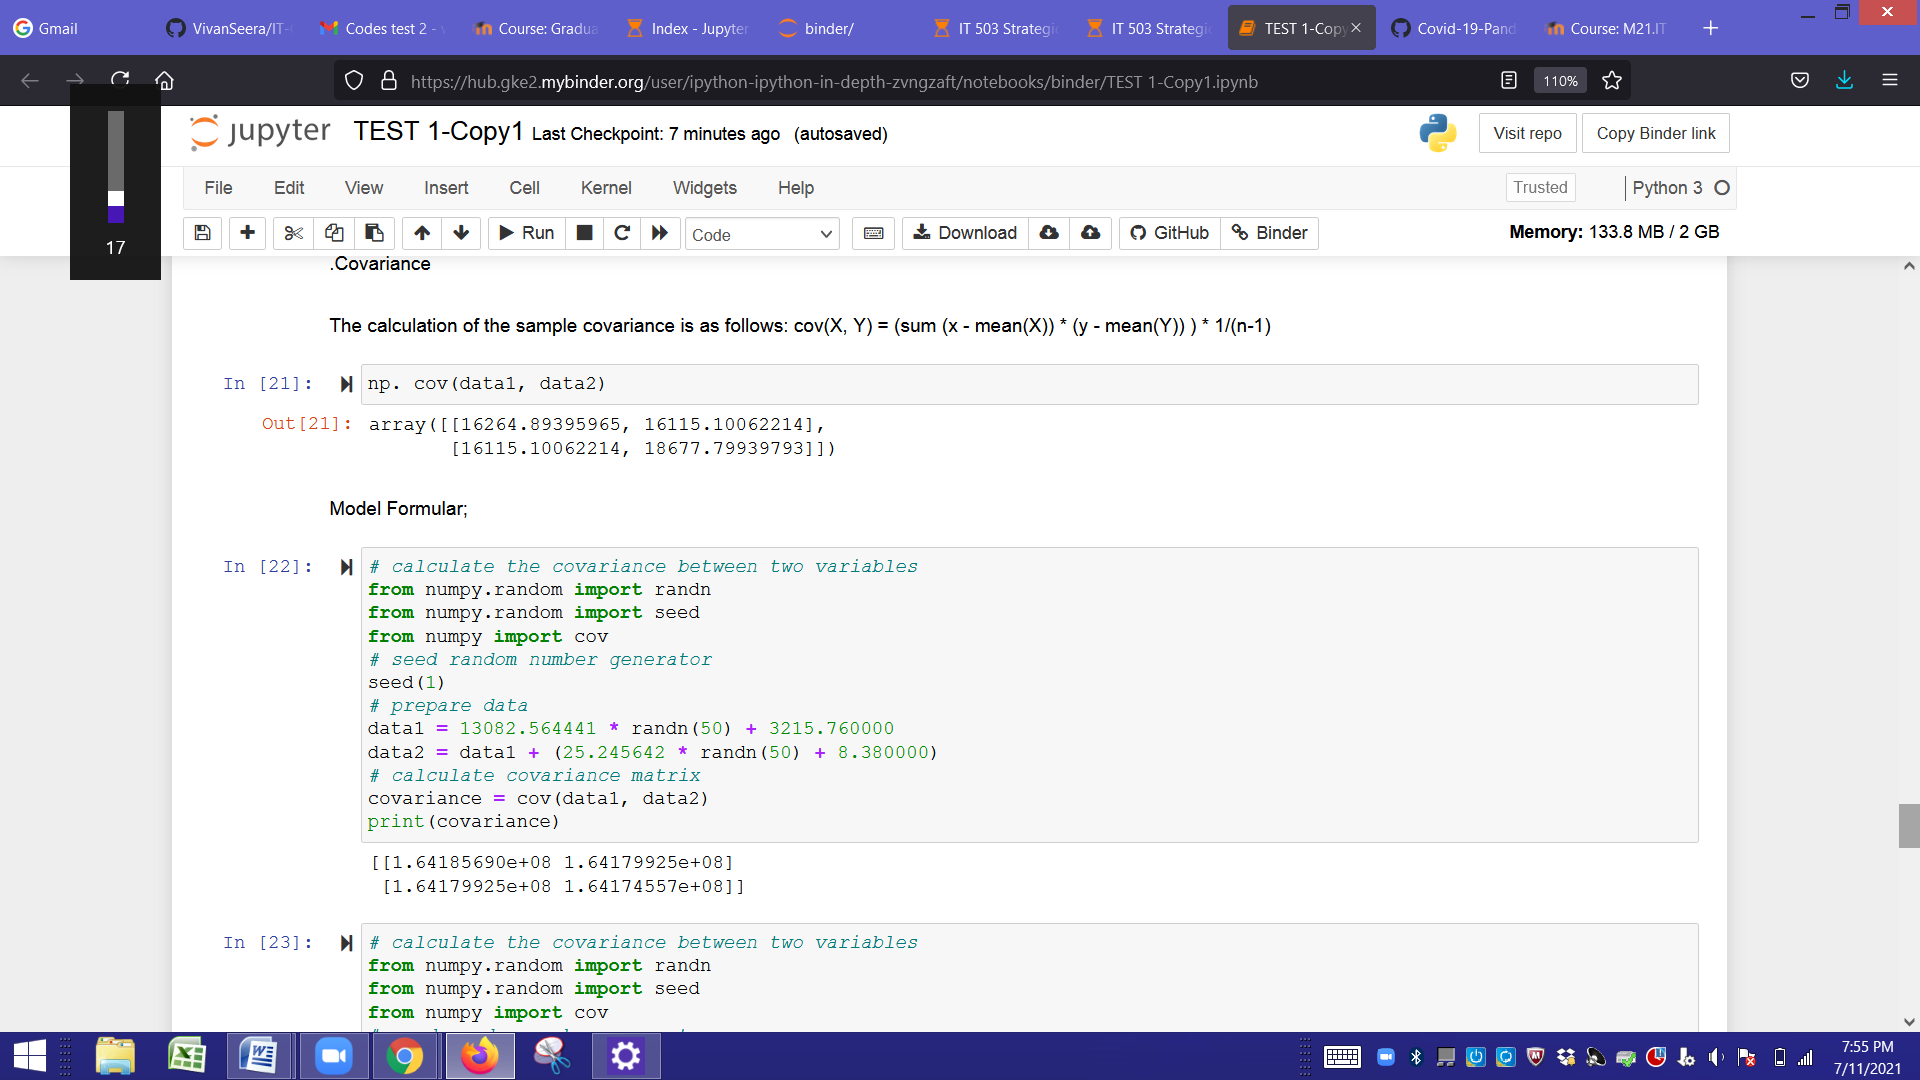 Gmail
VivanSeera/IT-
Codes test 2 -
Course: Gradua
Index - Jupyter
binder/
IT 503 Strategi
IT 503 Strategi
TEST 1-Copy
Covid-19-Pand
Course: M21.IT
https://hub.gke2.mybinder.org/user/ipython-ipython-in-depth-zvngzaft/notebooks/binder/TEST 1-Copy1.ipynb
110%
17
jupyter TEST 1-Copy1 Last Checkpoint: 7 minutes ago (autosaved)
Visit repo
Copy Binder link
File Edit View Insert Cell Kernel Widgets Help
Trusted
Python 3
Run
Code
Download
GitHub
Binder
Memory: 133.8 MB / 2 GB
.Covariance
The calculation of the sample covariance is as follows: cov(X, Y) = (sum (x - mean(X)) * (y - mean(Y)) ) * 1/(n-1)
In [21]: np. cov(data1, data2)
Out[21]: array([[16264.89395965, 16115.10062214],
[16115.10062214, 18677.79939793]])
Model Formular;
In [22]: # calculate the covariance between two variables
from numpy.random import randn
from numpy.random import seed
from numpy import cov
# seed random number generator
seed(1)
# prepare data
data1 = 13082.564441 * randn(50) + 3215.760000
data2 = data1 + (25.245642 * randn(50) + 8.380000)
# calculate covariance matrix
covariance = cov(data1, data2)
print(covariance)
[[1.64185690e+08 1.64179925e+08]
[1.64179925e+08 1.64174557e+08]]
In [23]: # calculate the covariance between two variables
from numpy.random import randn
from numpy.random import seed
from numpy import cov
7:55 PM
7/11/2021